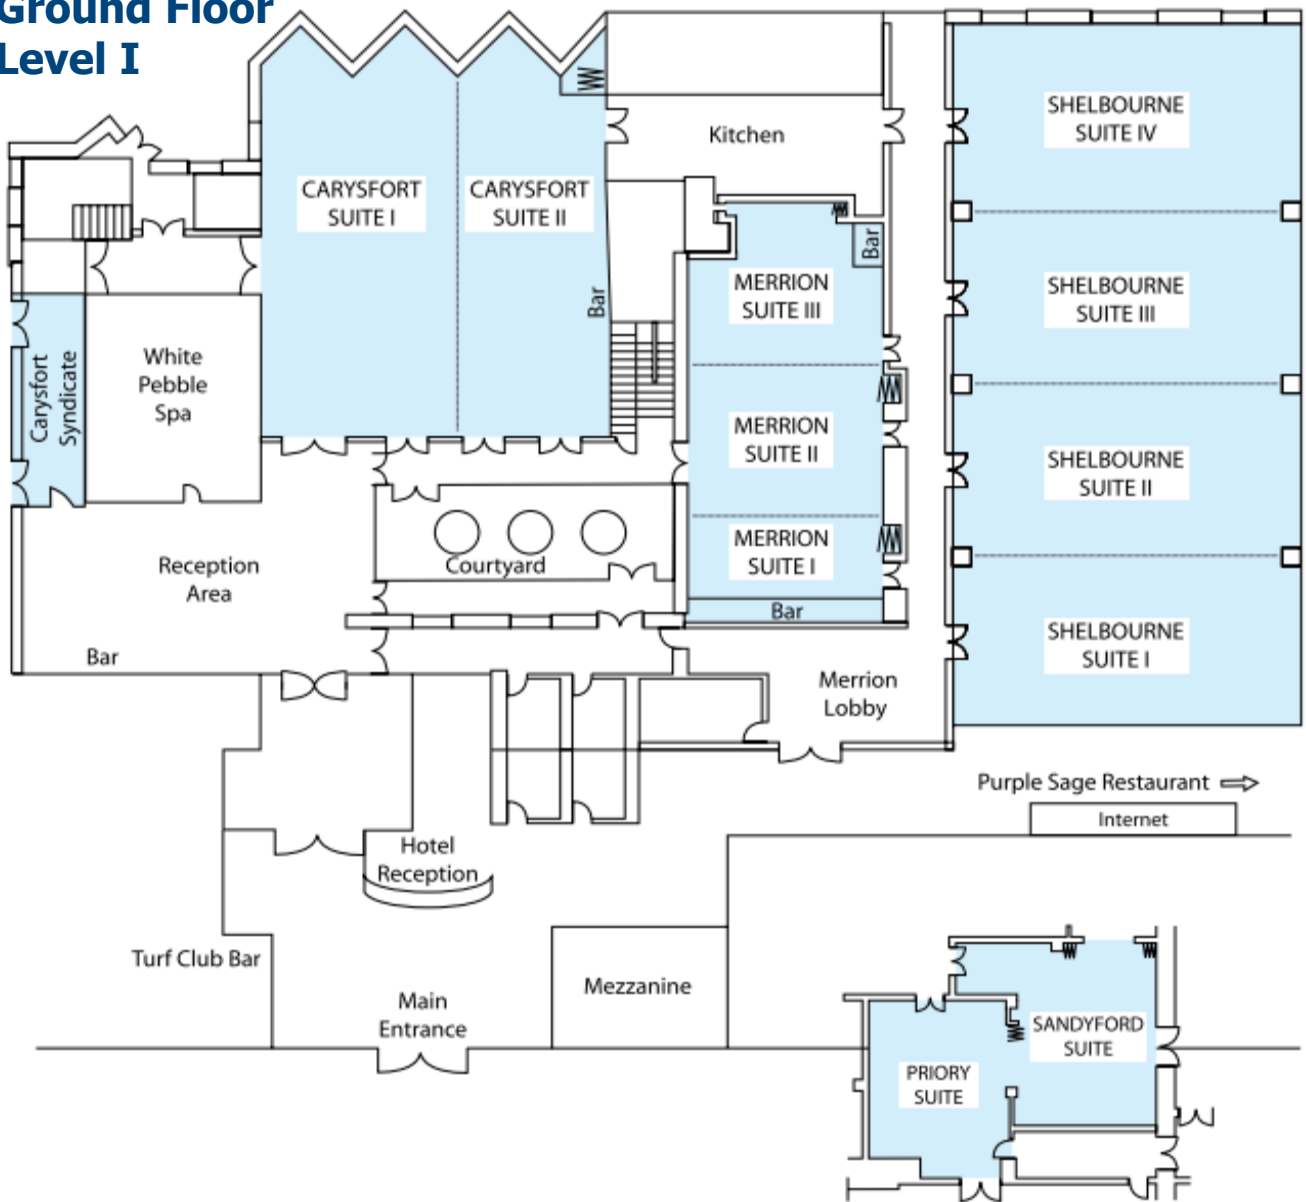 Ground Floor
Level I
SHELBOURNE
SUITE IV
Kitchen
CARYSFORT
SUITE I
CARYSFORT
SUITE II
Bar
MERRION
SUITE III
SHELBOURNE
SUITE III
Bar
White
Pebble
Spa
Carysfort
Syndicate
MERRION
SUITE II
SHELBOURNE
SUITE II
MERRION
SUITE I
Courtyard
Reception
Area
Bar
SHELBOURNE
SUITE I
Bar
Merrion
Lobby
Purple Sage Restaurant
Internet
Hotel
Reception
Turf Club Bar
Mezzanine
Main
Entrance
SANDYFORD
SUITE
PRIORY
SUITE